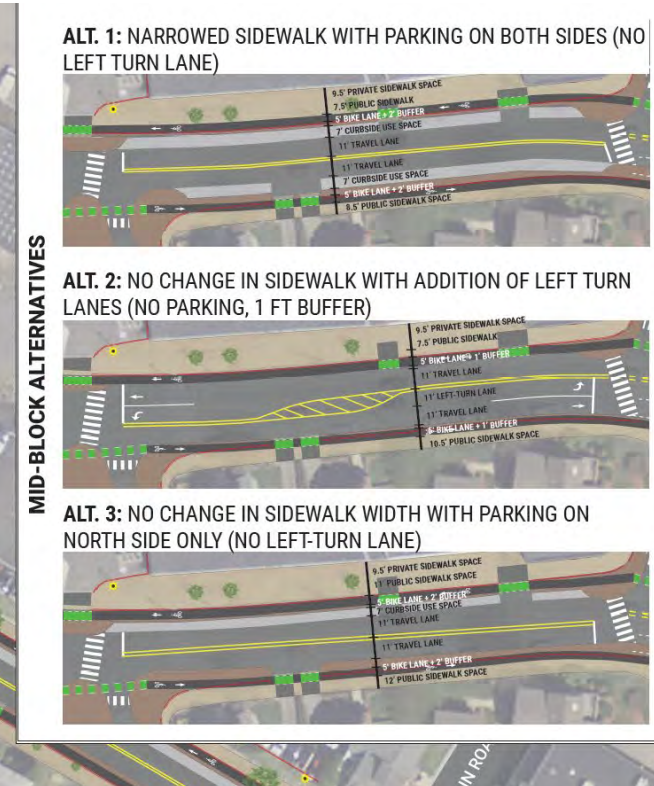 MID-BLOCK ALTERNATIVES
ALT. 1: NARROWED SIDEWALK WITH PARKING ON BOTH SIDES (NO
LEFT TURN LANE)
9.5' PRIVATE SIDEWALK SPACE
7.5' PUBLIC SIDEWALK
5' BIKE LANE + 2' BUFFER
7' CURBSIDE USE SPACE
11' TRAVEL LANE
11' TRAVEL LANE
7' CURBSIDE USE SPACE
5' BIKE LANE + 2' BUFFER
8.5' PUBLIC SIDEWALK SPACE
ALT. 2: NO CHANGE IN SIDEWALK WITH ADDITION OF LEFT TURN
LANES (NO PARKING, 1 FT BUFFER)
9.5' PRIVATE SIDEWALK SPACE
7.5' PUBLIC SIDEWALK
5' BIKE LANE + 1' BUFFER
11' TRAVEL LANE
11' LEFT-TURN LANE
11' TRAVEL LANE
5' BIKE LANE + 1' BUFFER
10.5' PUBLIC SIDEWALK SPACE
ALT. 3: NO CHANGE IN SIDEWALK WIDTH WITH PARKING ON
NORTH SIDE ONLY (NO LEFT-TURN LANE)
9.5' PRIVATE SIDEWALK SPACE
11' PUBLIC SIDEWALK SPACE
5' BIKE LANE + 2' BUFFER
7' CURBSIDE USE SPACE
11' TRAVEL LANE
11' TRAVEL LANE
5' BIKE LANE + 2' BUFFER
12' PUBLIC SIDEWALK SPACE